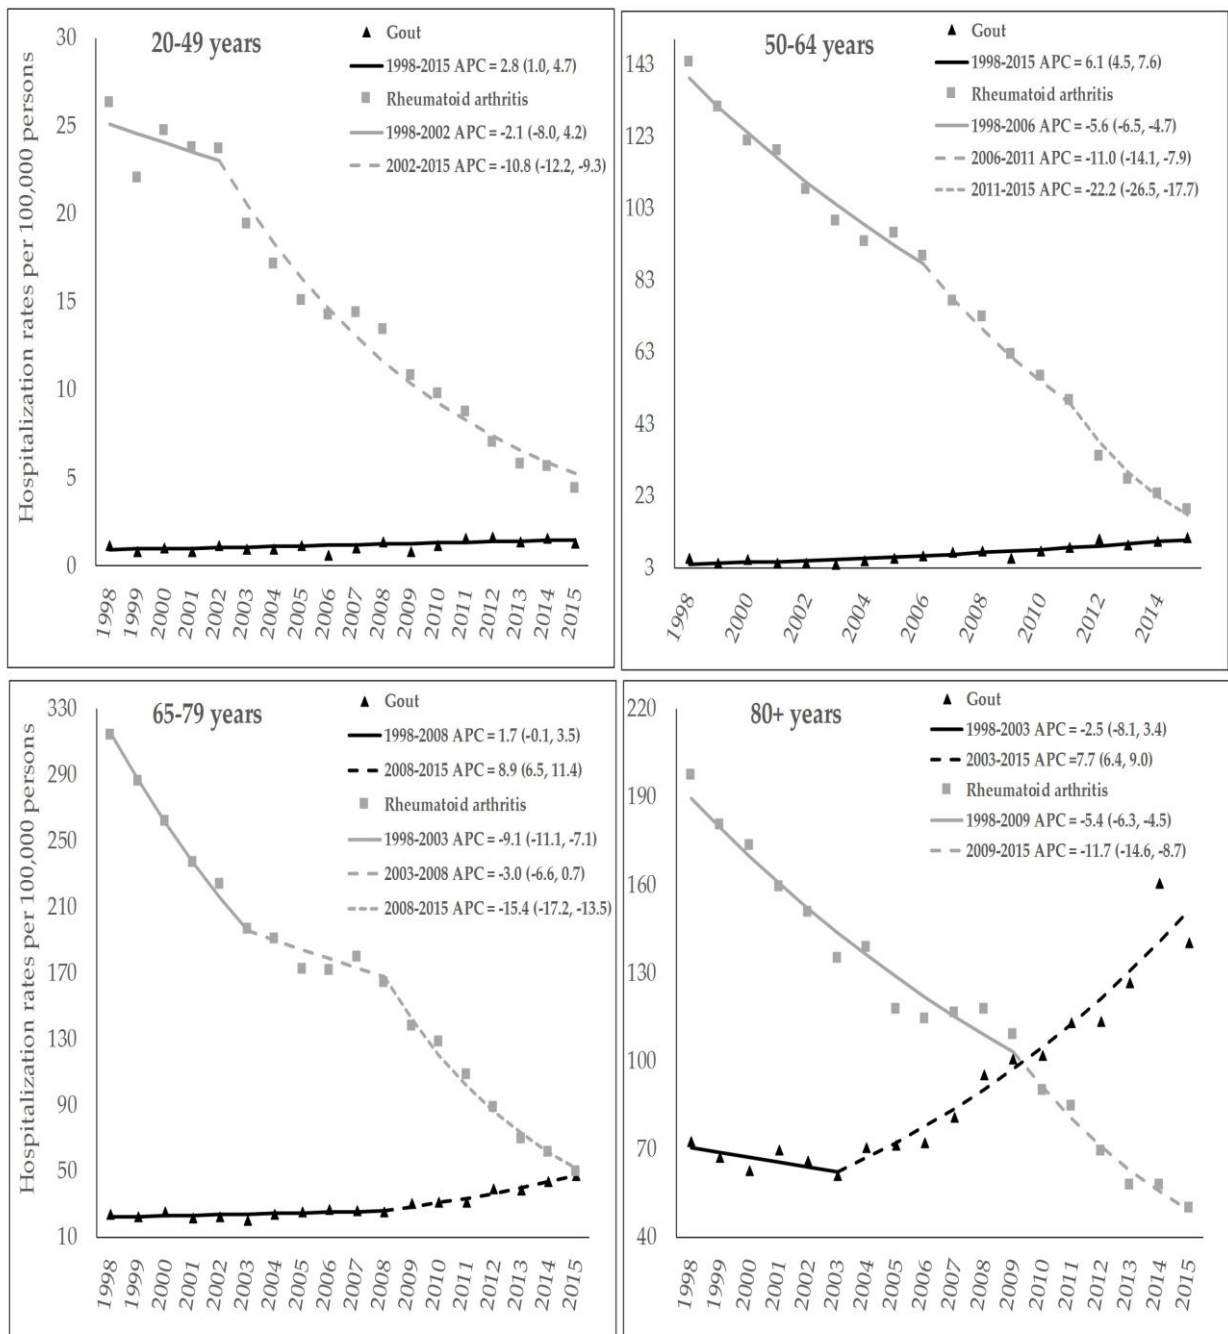 20-49 years
Hospitalization rates per 100,000 persons
Gout
1998-2015 APC = 2.8 (1.0, 4.7)
Rheumatoid arthritis
1998-2002 APC = -2.1 (-8.0, 4.2)
2002-2015 APC = -10.8 (-12.2, -9.3)
30
25
20
15
10
5
0
1998 1999 2000 2001 2002 2003 2004 2005 2006 2007 2008 2009 2010 2011 2012 2013 2014 2015
50-64 years
Gout
1998-2015 APC = 6.1 (4.5, 7.6)
Rheumatoid arthritis
1998-2006 APC = -5.6 (-6.5, -4.7)
2006-2011 APC = -11.0 (-14.1, -7.9)
2011-2015 APC = -22.2 (-26.5, -17.7)
143
123
103
83
63
43
23
3
1998 2000 2002 2004 2006 2008 2010 2012 2014
65-79 years
Hospitalization rates per 100,000 persons
Gout
1998-2008 APC = 1.7 (-0.1, 3.5)
2008-2015 APC = 8.9 (6.5, 11.4)
Rheumatoid arthritis
1998-2003 APC = -9.1 (-11.1, -7.1)
2003-2008 APC = -3.0 (-6.6, 0.7)
2008-2015 APC = -15.4 (-17.2, -13.5)
330
290
250
210
170
130
90
50
10
1998 1999 2000 2001 2002 2003 2004 2005 2006 2007 2008 2009 2010 2011 2012 2013 2014 2015
80+ years
Gout
1998-2003 APC = -2.5 (-8.1, 3.4)
2003-2015 APC =7.7 (6.4, 9.0)
Rheumatoid arthritis
1998-2009 APC = -5.4 (-6.3, -4.5)
2009-2015 APC = -11.7 (-14.6, -8.7)
220
190
160
130
100
70
40
1998 1999 2000 2001 2002 2003 2004 2005 2006 2007 2008 2009 2010 2011 2012 2013 2014 2015